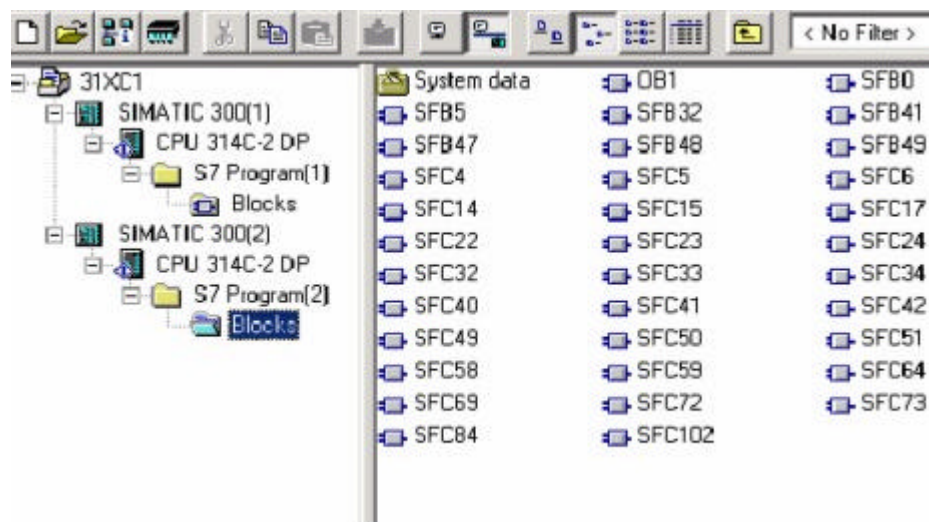 < No Filter >
31XC1
SIMATIC 300(1)
CPU 314C-2 DP
S7 Program(1)
Blocks
SIMATIC 300(2)
CPU 314C-2 DP
S7 Program(2)
Blocks
System data OB1 SFB0
SFB5 SFB32 SFB41
SFB47 SFB48 SFB49
SFC4 SFC5 SFC6
SFC14 SFC15 SFC17
SFC22 SFC23 SFC24
SFC32 SFC33 SFC34
SFC40 SFC41 SFC42
SFC49 SFC50 SFC51
SFC58 SFC59 SFC64
SFC69 SFC72 SFC73
SFC84 SFC102